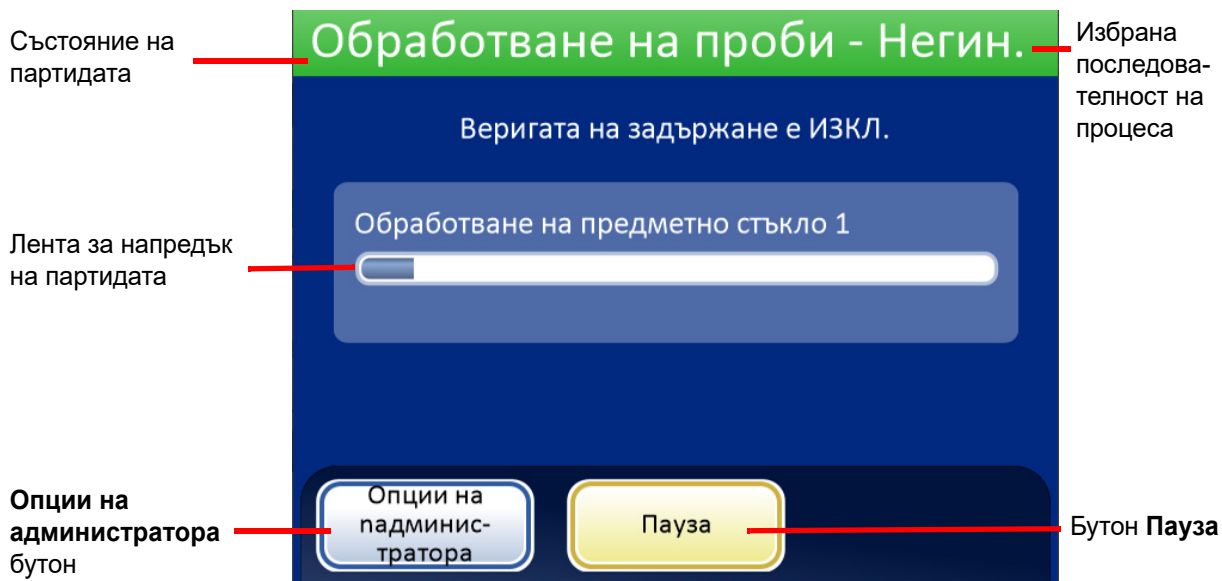 Състояние на
партидата
Обработване на проби - Негин.
Избрана
последова-
телност на
процеса
Веригата на задържане е ИЗКЛ.
Обработване на предметно стъкло 1
Лента за напредък
на партидата
Опции на
администратора
бутон
Опции на
падминис-
тратора
Пауза
Бутон Пауза